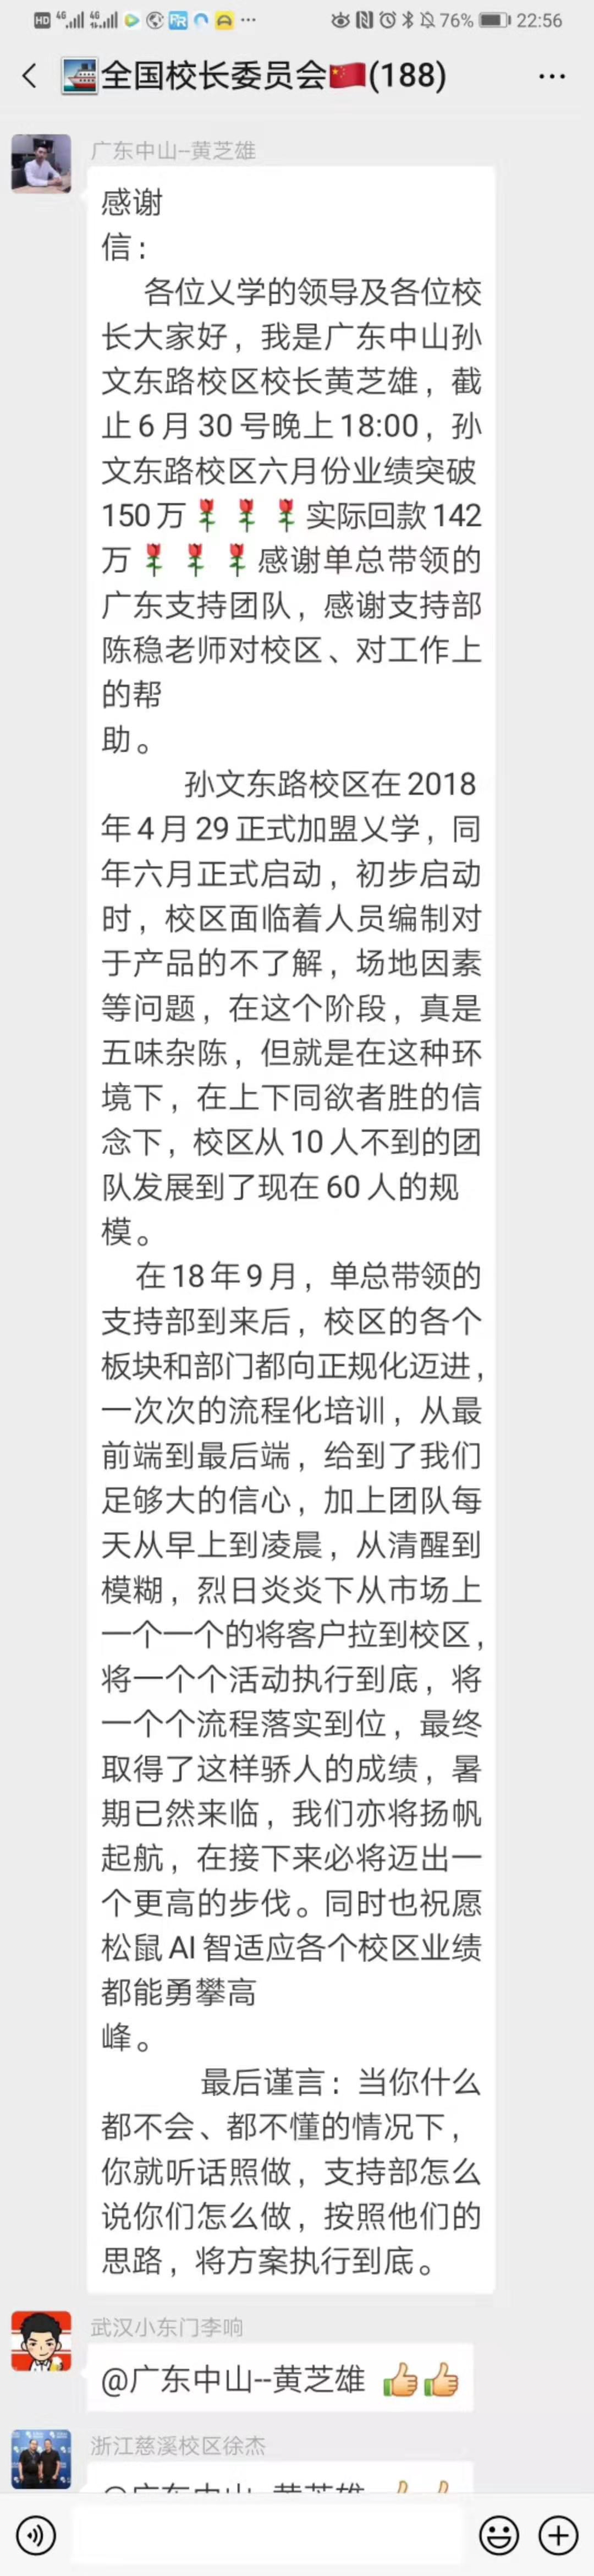 HD 4G 4G 76% 22:56
全国校长委员会🇨🇳(188)
广东中山--黄芝雄
感谢
信：
各位乂学的领导及各位校
长大家好，我是广东中山孙
文东路校区校长黄芝雄，截
止6月30号晚上18:00，孙
文东路校区六月份业绩突破
150万🌹🌹🌹实际回款142
万🌹🌹🌹感谢单总带领的
广东支持团队，感谢支持部
陈稳老师对校区、对工作上
的帮
助。
孙文东路校区在2018
年4月29正式加盟乂学，同
年六月正式启动，初步启动
时，校区面临着人员编制对
于产品的不了解，场地因素
等问题，在这个阶段，真是
五味杂陈，但就是在这种环
境下，在上下同欲者胜的信
念下，校区从10人不到的团
队发展到了现在60人的规
模。
在18年9月，单总带领的
支持部到来后，校区的各个
板块和部门都向正规化迈进，
一次次的流程化培训，从最
前端到最后端，给到了我们
足够大的信心，加上团队每
天从早上到凌晨，从清醒到
模糊，烈日炎炎下从市场上
一个一个的将客户拉到校区，
将一个个活动执行到底，将
一个个流程落实到位，最终
取得了这样骄人的成绩，暑
期已然来临，我们亦将扬帆
起航，在接下来必将迈出一
个更高的步伐。同时也祝愿
松鼠AI智适应各个校区业绩
都能勇攀高
峰。
最后谨言：当你什么
都不会、都不懂的情况下，
你就听话照做，支持部怎么
说你们怎么做，按照他们的
思路，将方案执行到底。
武汉小东门李响
@广东中山--黄芝雄 👍👍
浙江慈溪校区徐杰
@广东中山--黄芝雄